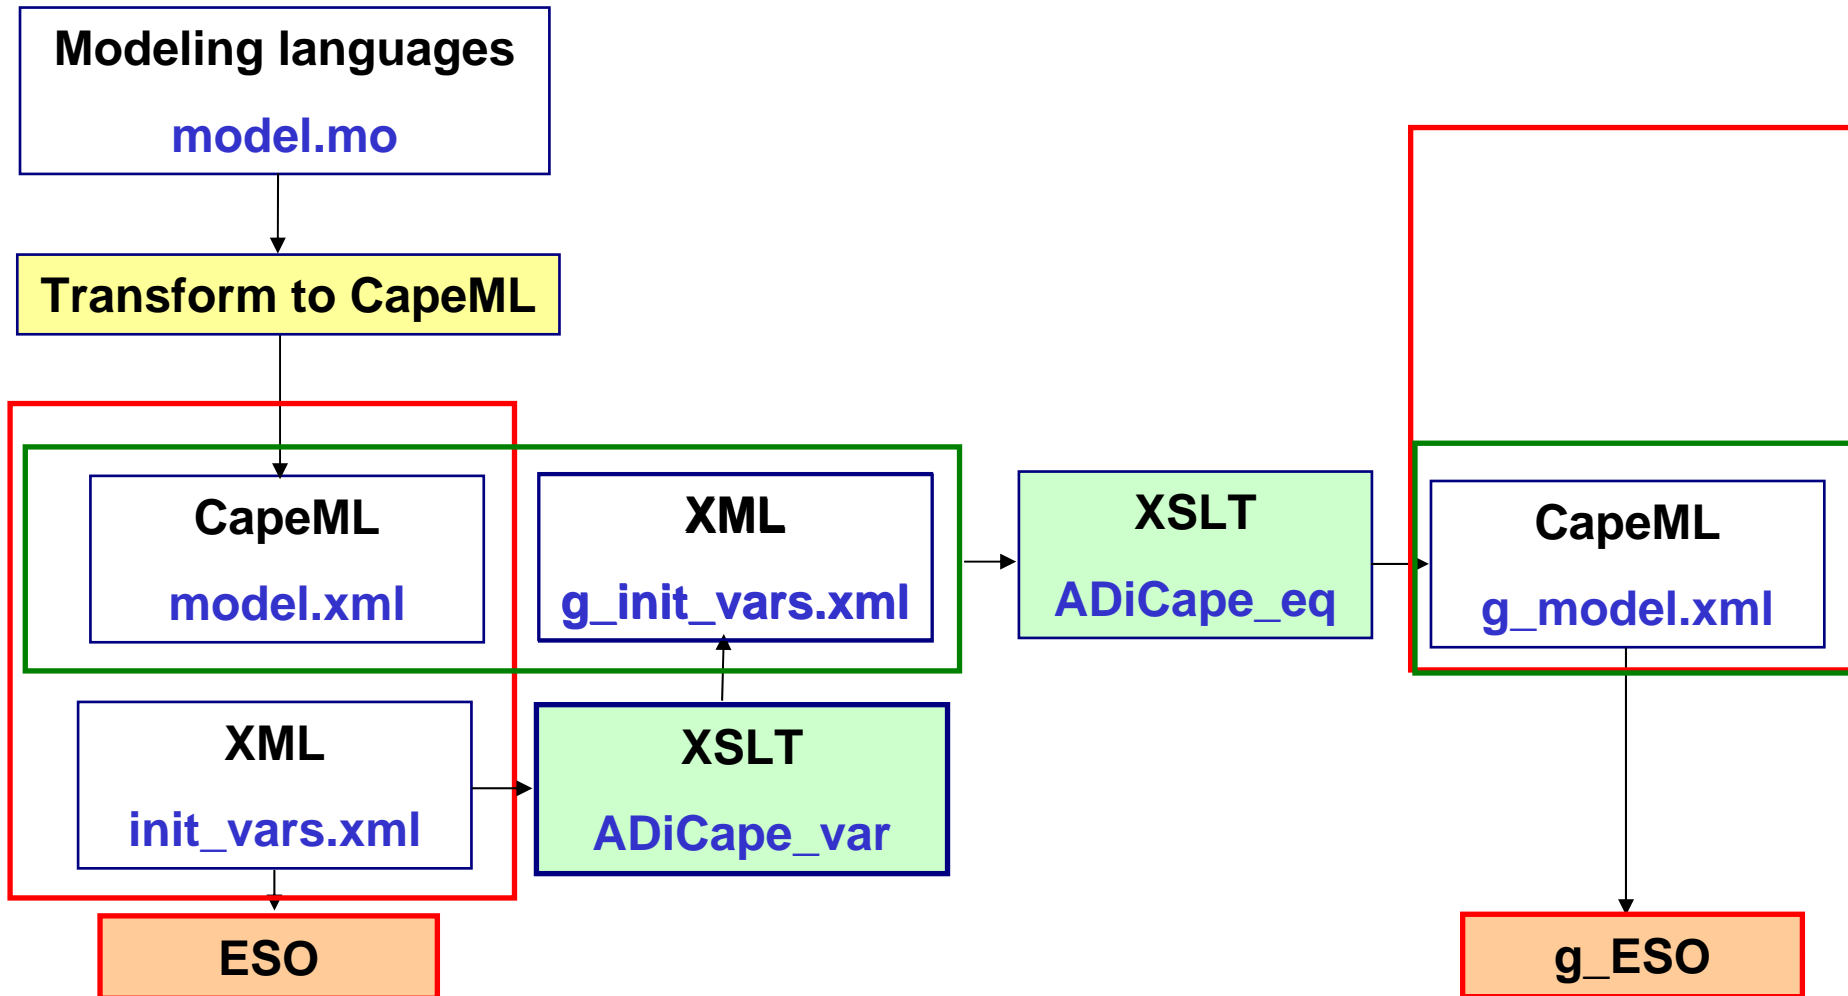 Modeling languages
model.mo
Transform to CapeML
CapeML
model.xml
XML
g_init_vars.xml
XSLT
ADiCape_eq
CapeML
g_model.xml
XML
init_vars.xml
XSLT
ADiCape_var
ESO
g_ESO